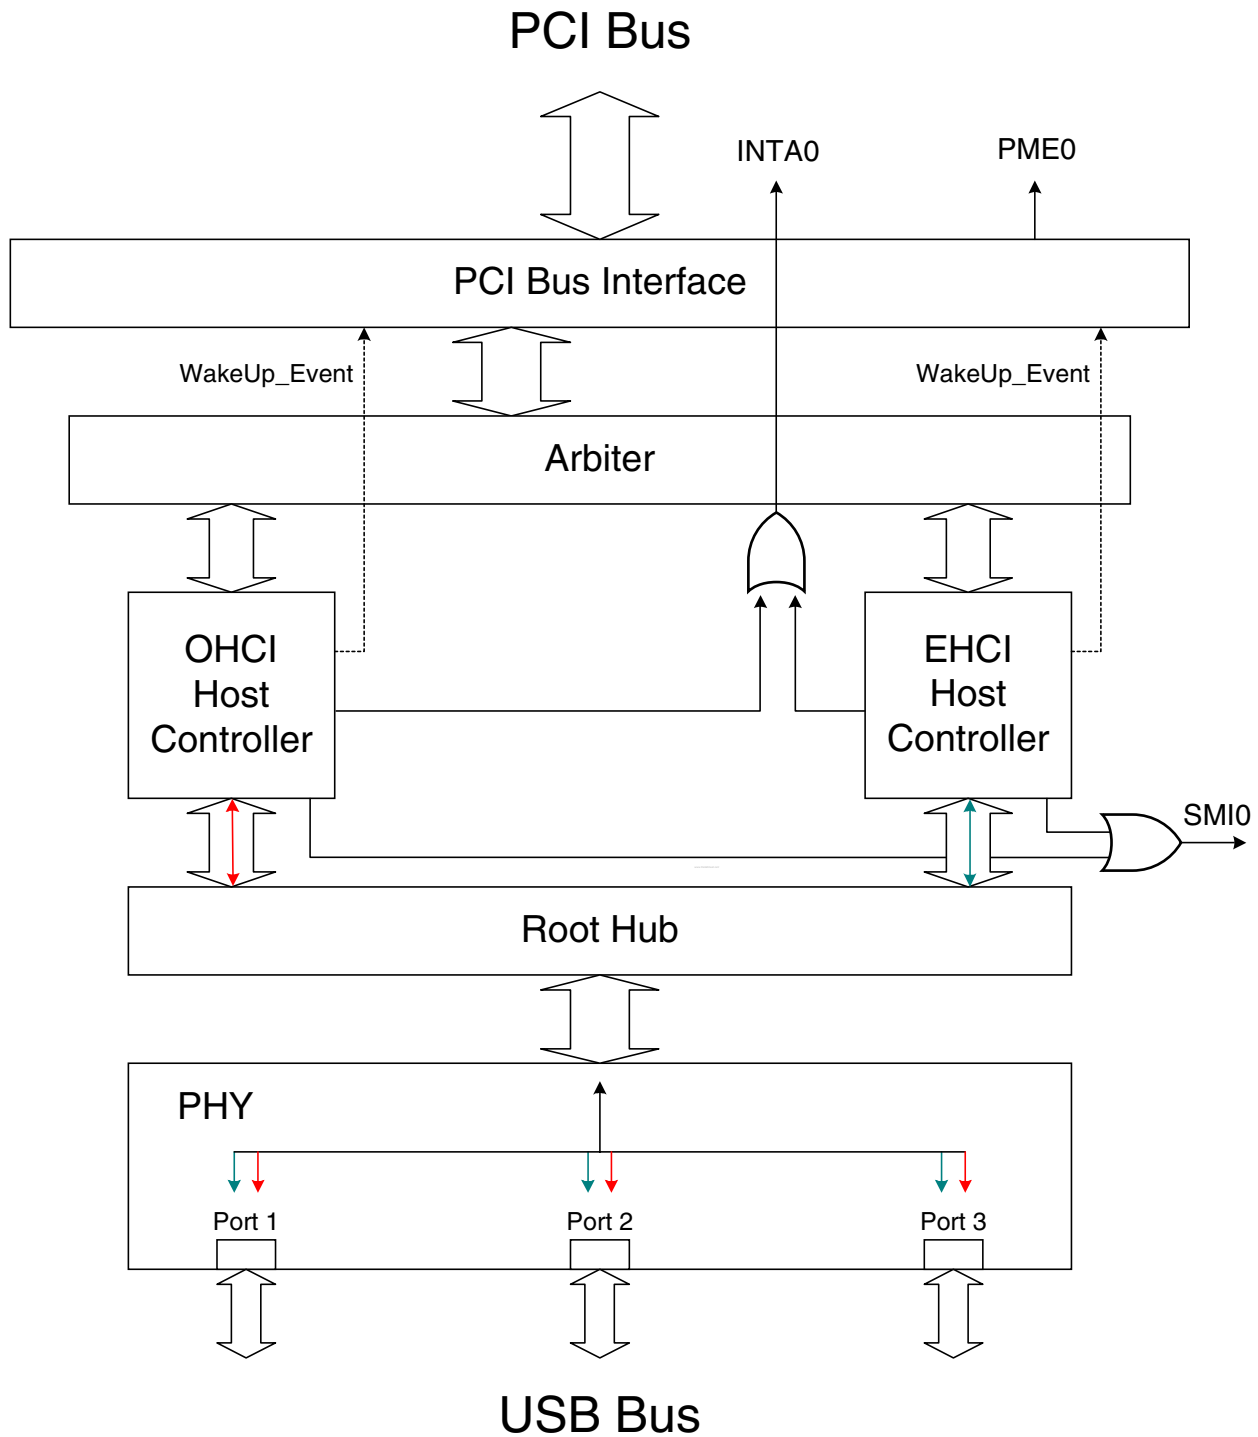 PCI Bus
INTA0
PME0
PCI Bus Interface
WakeUp_Event
WakeUp_Event
Arbiter
OHCI
Host
Controller
EHCI
Host
Controller
SMI0
Root Hub
PHY
Port 1
Port 2
Port 3
USB Bus